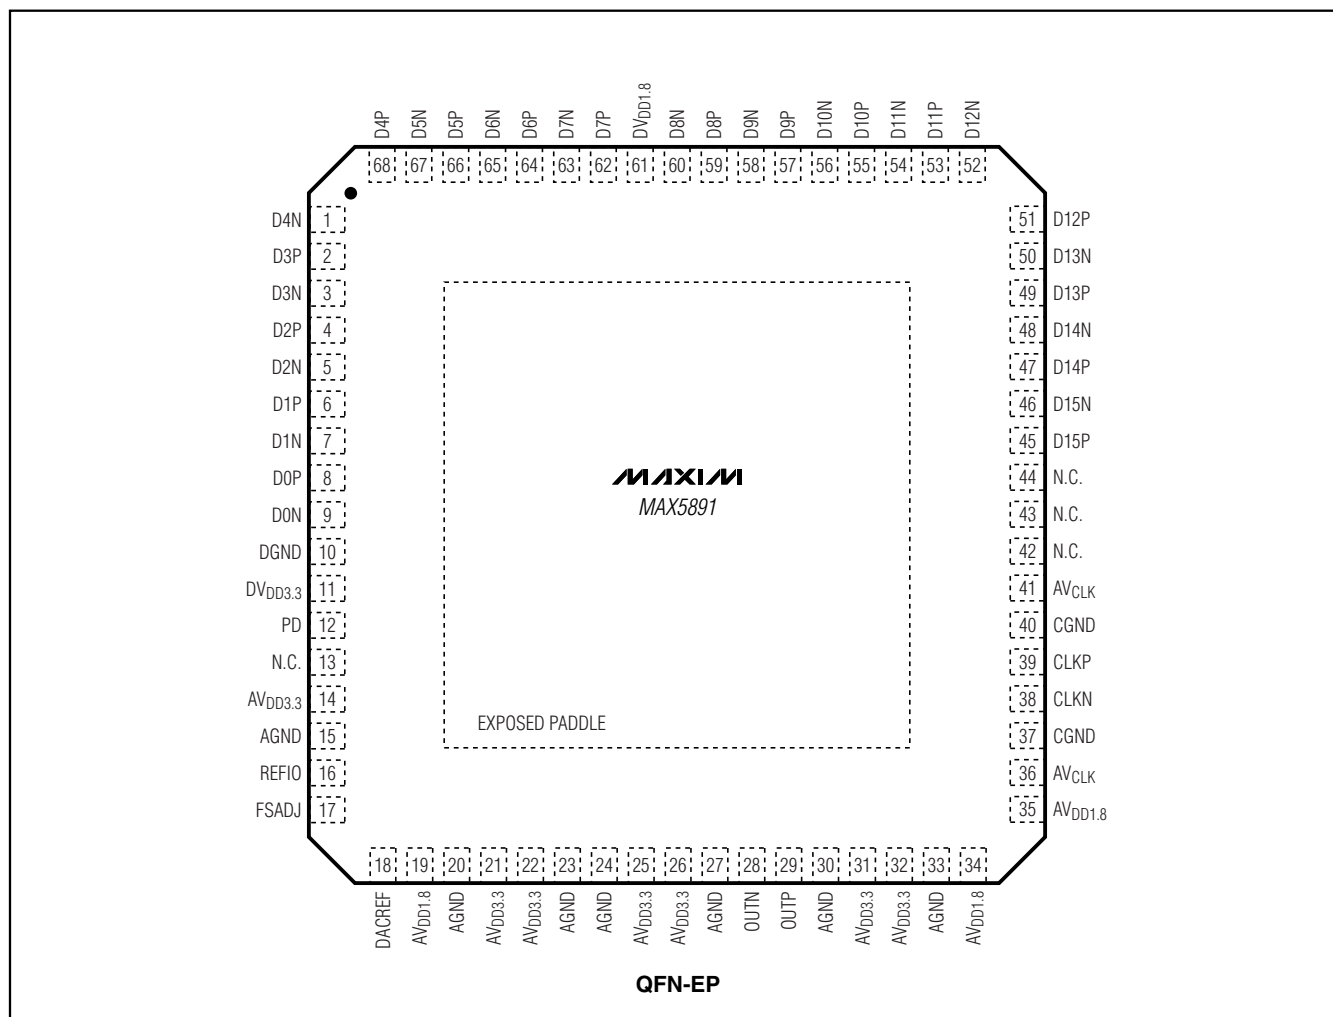 D4P D5N D5P D6N D6P D7N D7P DVDD1.8 D8N D8P D9N D9P D10N D10P D11N D11P D12N
68 67 66 65 64 63 62 61 60 59 58 57 56 55 54 53 52
D4N 1
D3P 2
D3N 3
D2P 4
D2N 5
D1P 6
D1N 7
D0P 8
D0N 9
DGND 10
DVDD3.3 11
PD 12
N.C. 13
AVDD3.3 14
AGND 15
REFIO 16
FSADJ 17
MAXIM
MAX5891
EXPOSED PADDLE
51 D12P
50 D13N
49 D13P
48 D14N
47 D14P
46 D15N
45 D15P
44 N.C.
43 N.C.
42 N.C.
41 AVCLK
40 CGND
39 CLKP
38 CLKN
37 CGND
36 AVCLK
35 AVDD1.8
18 19 20 21 22 23 24 25 26 27 28 29 30 31 32 33 34
DACREF AVDD1.8 AGND AVDD3.3 AVDD3.3 AGND AGND AVDD3.3 AVDD3.3 AGND OUTN OUTP AGND AVDD3.3 AVDD3.3 AGND AVDD1.8
QFN-EP